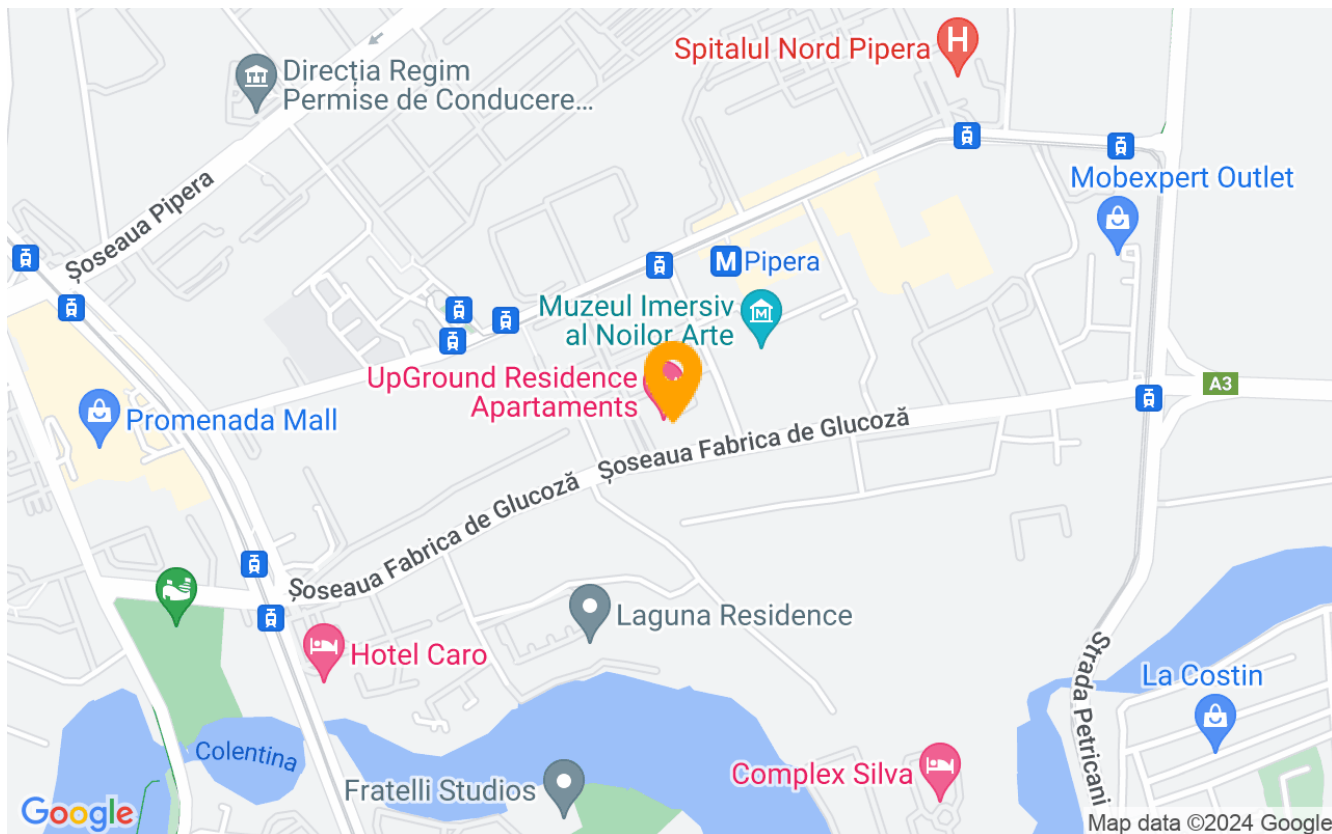 Spitalul Nord Pipera
H
Direcția Regim
Permise de Conducere...
Șoseaua Pipera
Mobexpert Outlet
M Pipera
Muzeul Imersiv
al Noilor Arte
M
UpGround Residence
Apartaments
A3
Promenada Mall
Șoseaua Fabrica de Glucoză
Șoseaua Fabrica de Glucoză
Laguna Residence
Hotel Caro
Strada Petricani
La Costin
Colentina
Complex Silva
Fratelli Studios
Google
Map data ©2024 Google